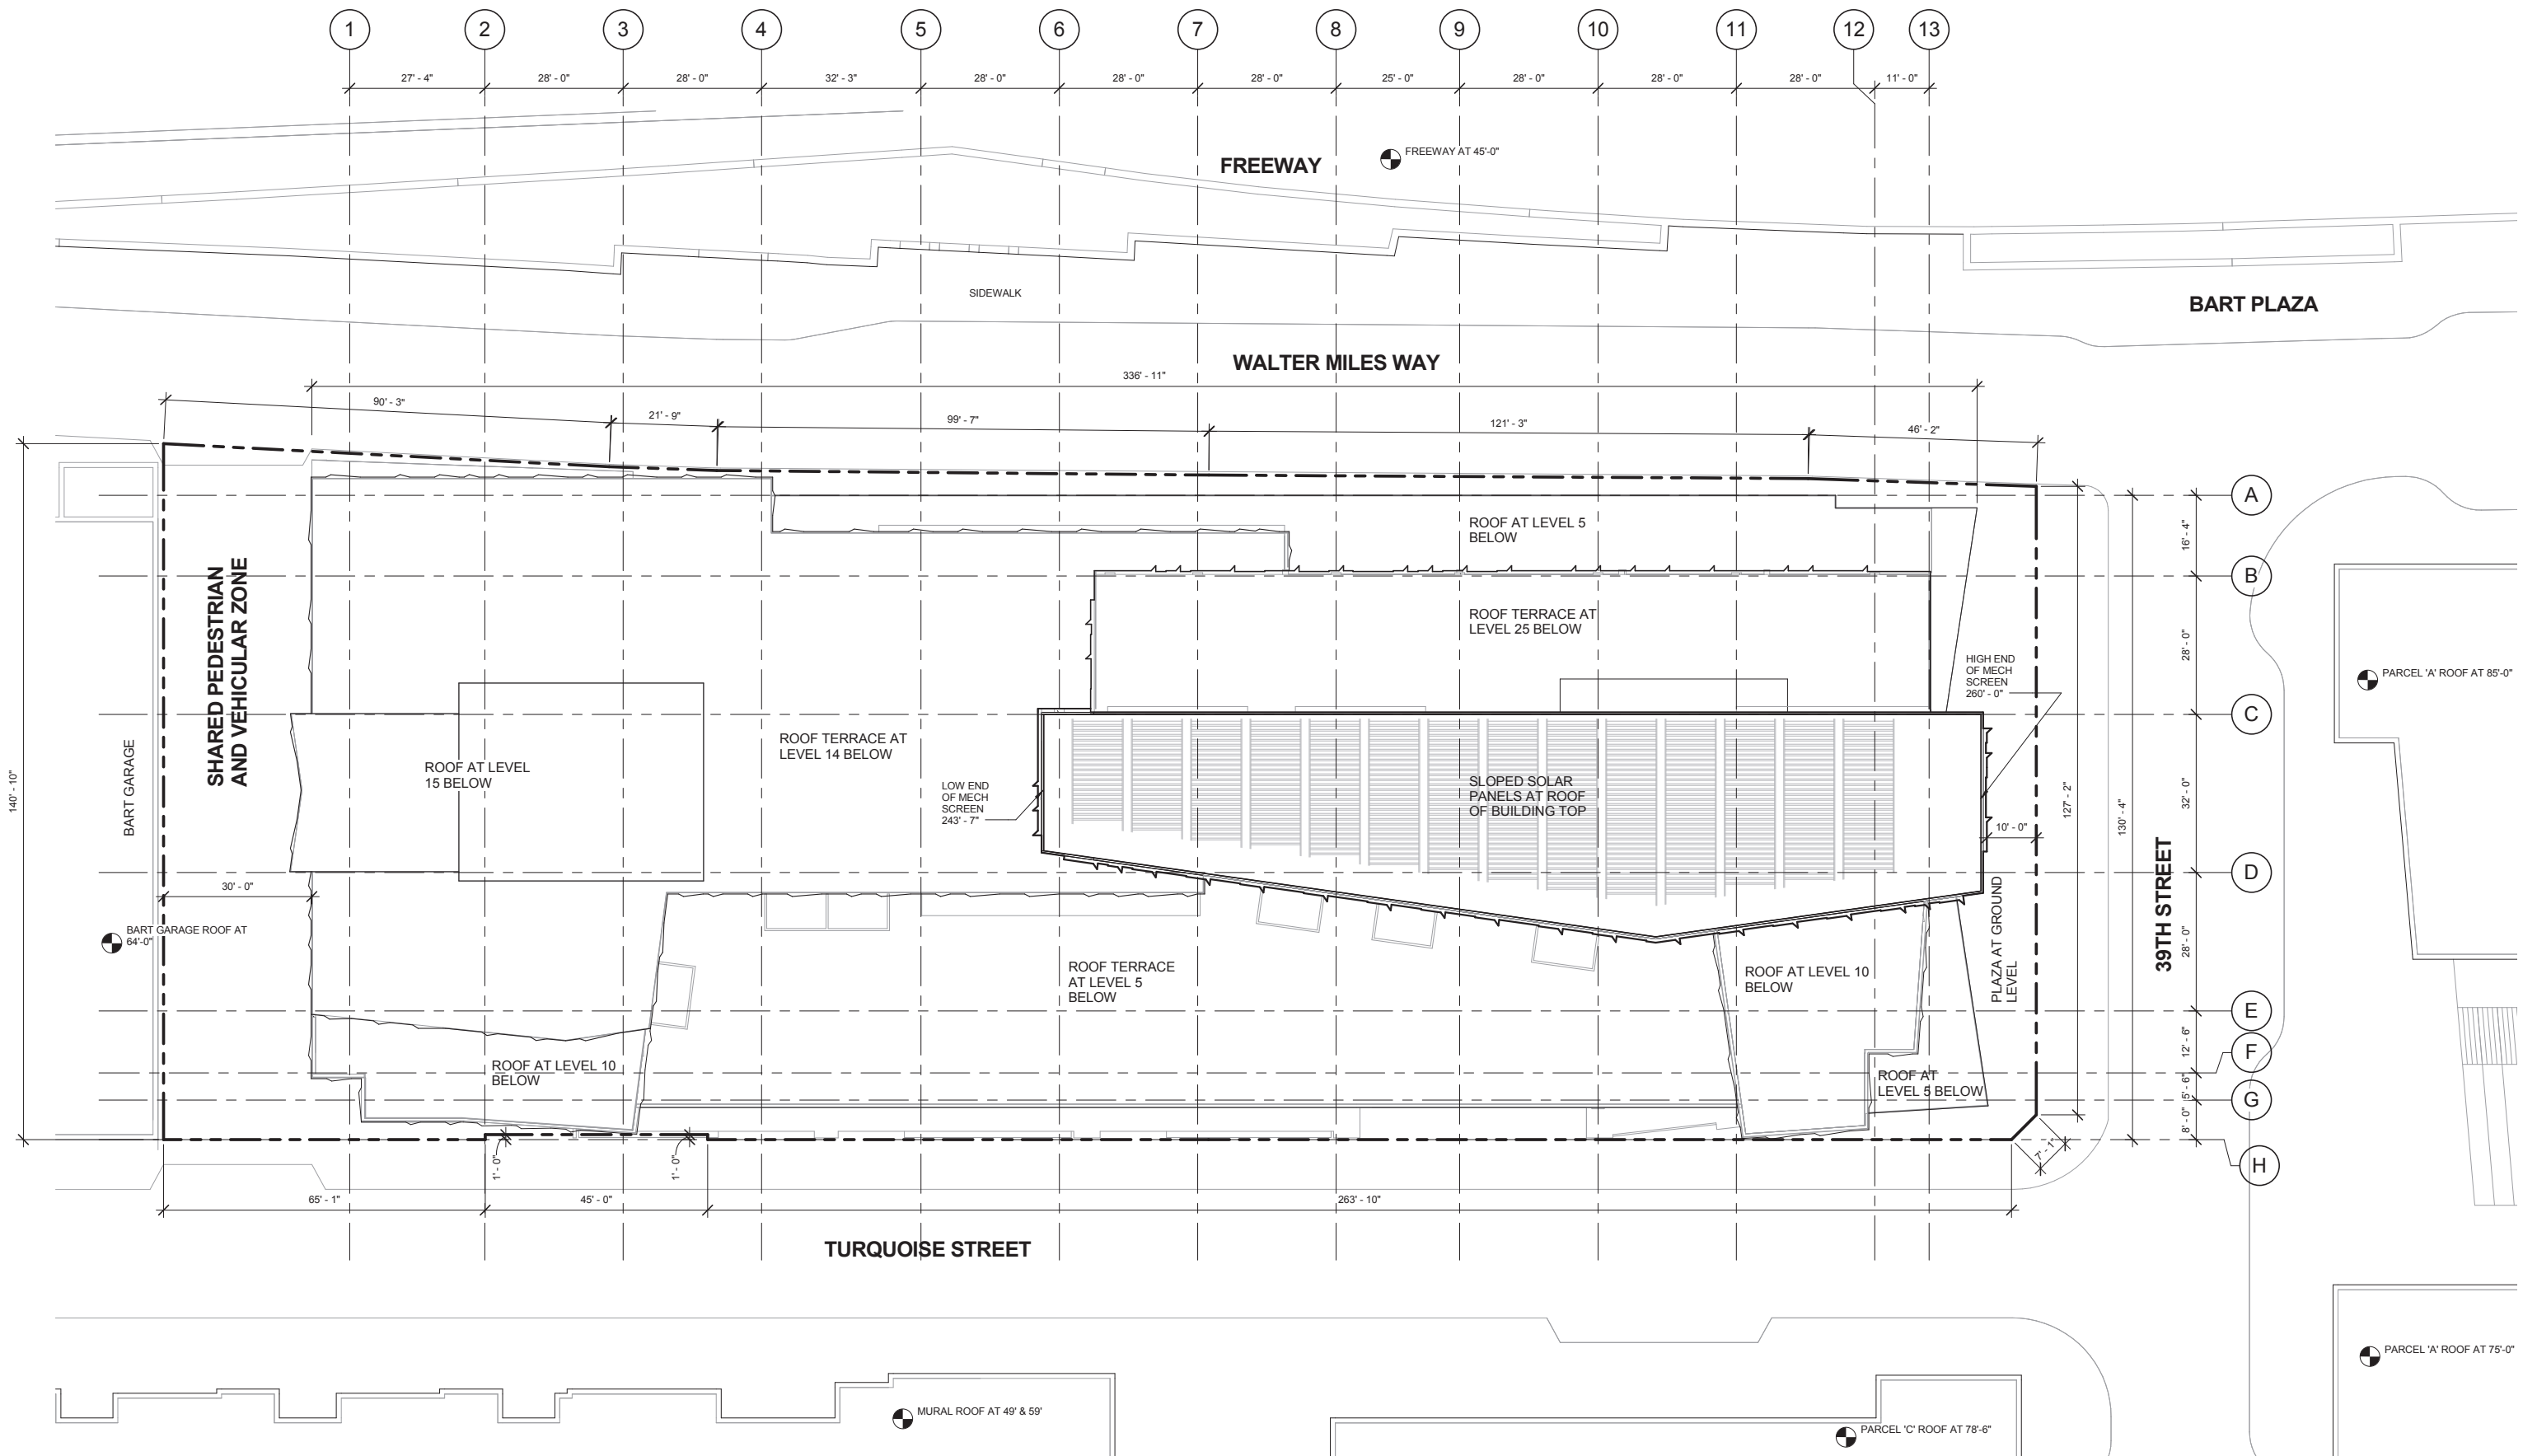 1
2
3
4
5
6
7
8
9
10
11
12
13
27' - 4"
28' - 0"
28' - 0"
32' - 3"
28' - 0"
28' - 0"
28' - 0"
25' - 0"
28' - 0"
28' - 0"
28' - 0"
11' - 0"
FREEWAY
FREEWAY AT 45'-0"
SIDEWALK
BART PLAZA
WALTER MILES WAY
336' - 11"
90' - 3"
21' - 9"
99' - 7"
121' - 3"
46' - 2"
A
B
C
D
E
F
G
H
16' - 4"
28' - 0"
32' - 0"
28' - 0"
12' - 6"
5' - 6"
8' - 0"
127' - 2"
130' - 4"
140' - 10"
BART GARAGE
SHARED PEDESTRIAN
AND VEHICULAR ZONE
ROOF AT LEVEL 5
BELOW
ROOF TERRACE AT
LEVEL 25 BELOW
HIGH END
OF MECH
SCREEN
260' - 0"
PARCEL 'A' ROOF AT 85'-0"
ROOF AT LEVEL
15 BELOW
ROOF TERRACE AT
LEVEL 14 BELOW
LOW END
OF MECH
SCREEN
243' - 7"
SLOPED SOLAR
PANELS AT ROOF
OF BUILDING TOP
10' - 0"
39TH STREET
30' - 0"
BART GARAGE ROOF AT
64'-0"
PLAZA AT GROUND
LEVEL
ROOF TERRACE
AT LEVEL 5
BELOW
ROOF AT LEVEL 10
BELOW
ROOF AT LEVEL 10
BELOW
ROOF AT
LEVEL 5 BELOW
1' - 0"
1' - 0"
7' - 1"
65' - 1"
45' - 0"
263' - 10"
TURQUOISE STREET
PARCEL 'A' ROOF AT 75'-0"
MURAL ROOF AT 49' & 59'
PARCEL 'C' ROOF AT 78'-6"